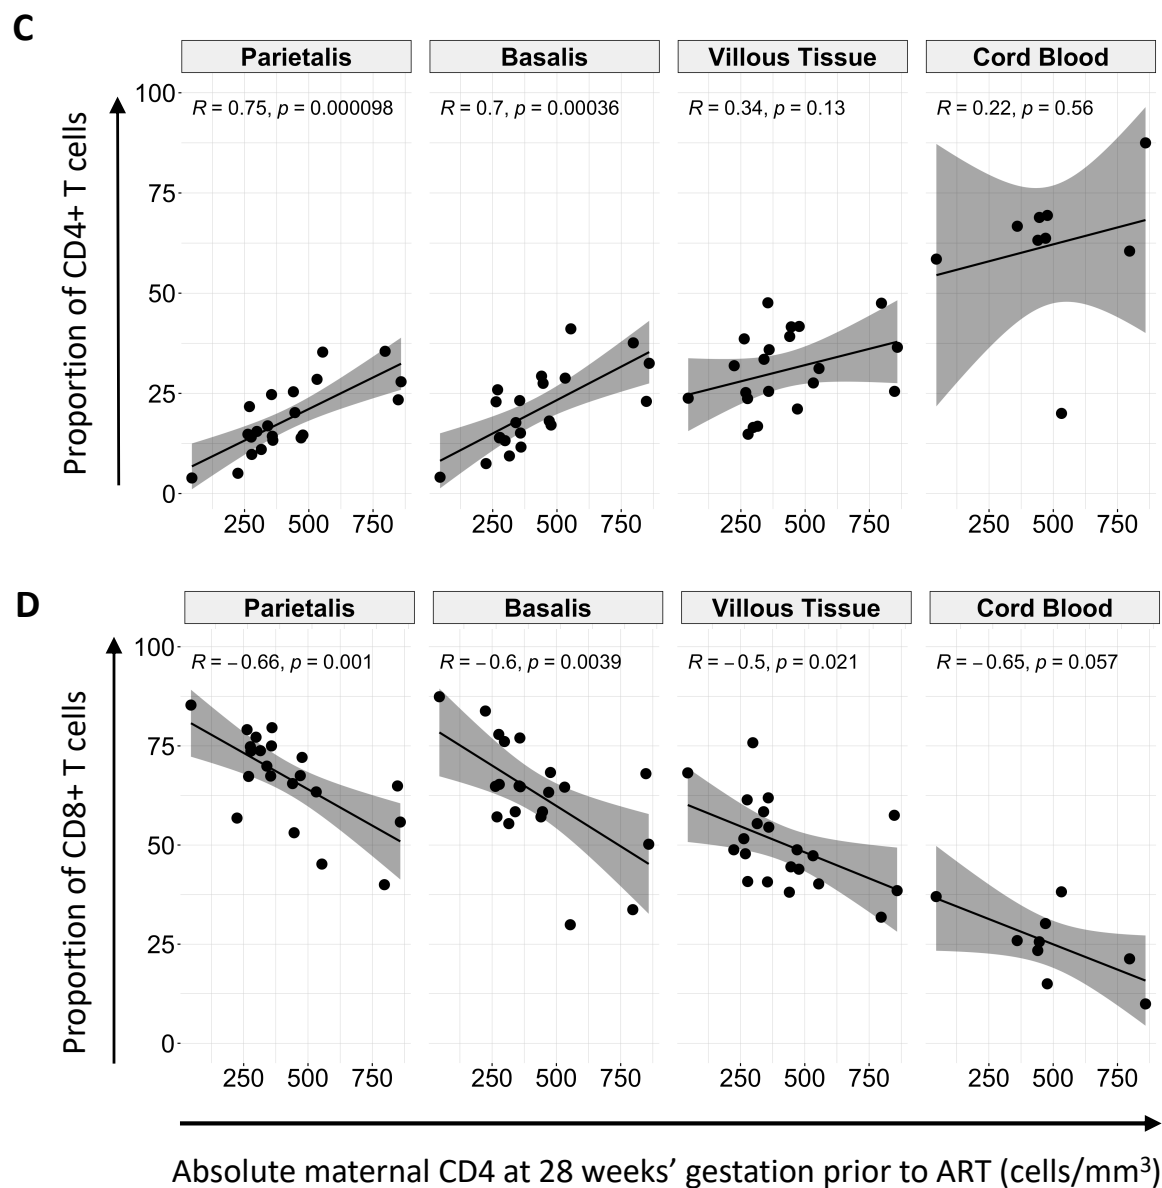 C
Parietalis Basalis Villous Tissue Cord Blood
R = 0.75, p = 0.000098 R = 0.7, p = 0.00036 R = 0.34, p = 0.13 R = 0.22, p = 0.56
Proportion of CD4+ T cells
100
75
50
25
0
250 500 750 250 500 750 250 500 750 250 500 750
D
Parietalis Basalis Villous Tissue Cord Blood
R = −0.66, p = 0.001 R = −0.6, p = 0.0039 R = −0.5, p = 0.021 R = −0.65, p = 0.057
Proportion of CD8+ T cells
100
75
50
25
0
250 500 750 250 500 750 250 500 750 250 500 750
Absolute maternal CD4 at 28 weeks’ gestation prior to ART (cells/mm³)